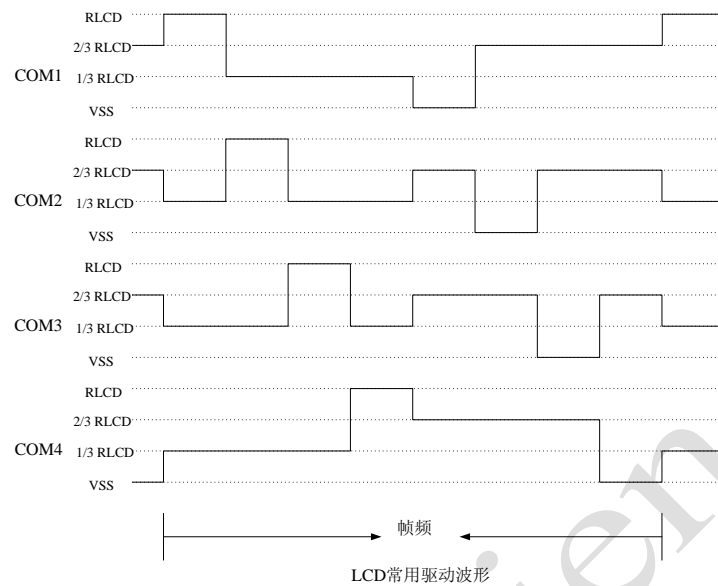 RLCD
2/3 RLCD
COM1
1/3 RLCD
VSS
RLCD
2/3 RLCD
COM2
1/3 RLCD
VSS
RLCD
2/3 RLCD
COM3
1/3 RLCD
VSS
RLCD
2/3 RLCD
COM4
1/3 RLCD
VSS
帧频
LCD常用驱动波形
ien